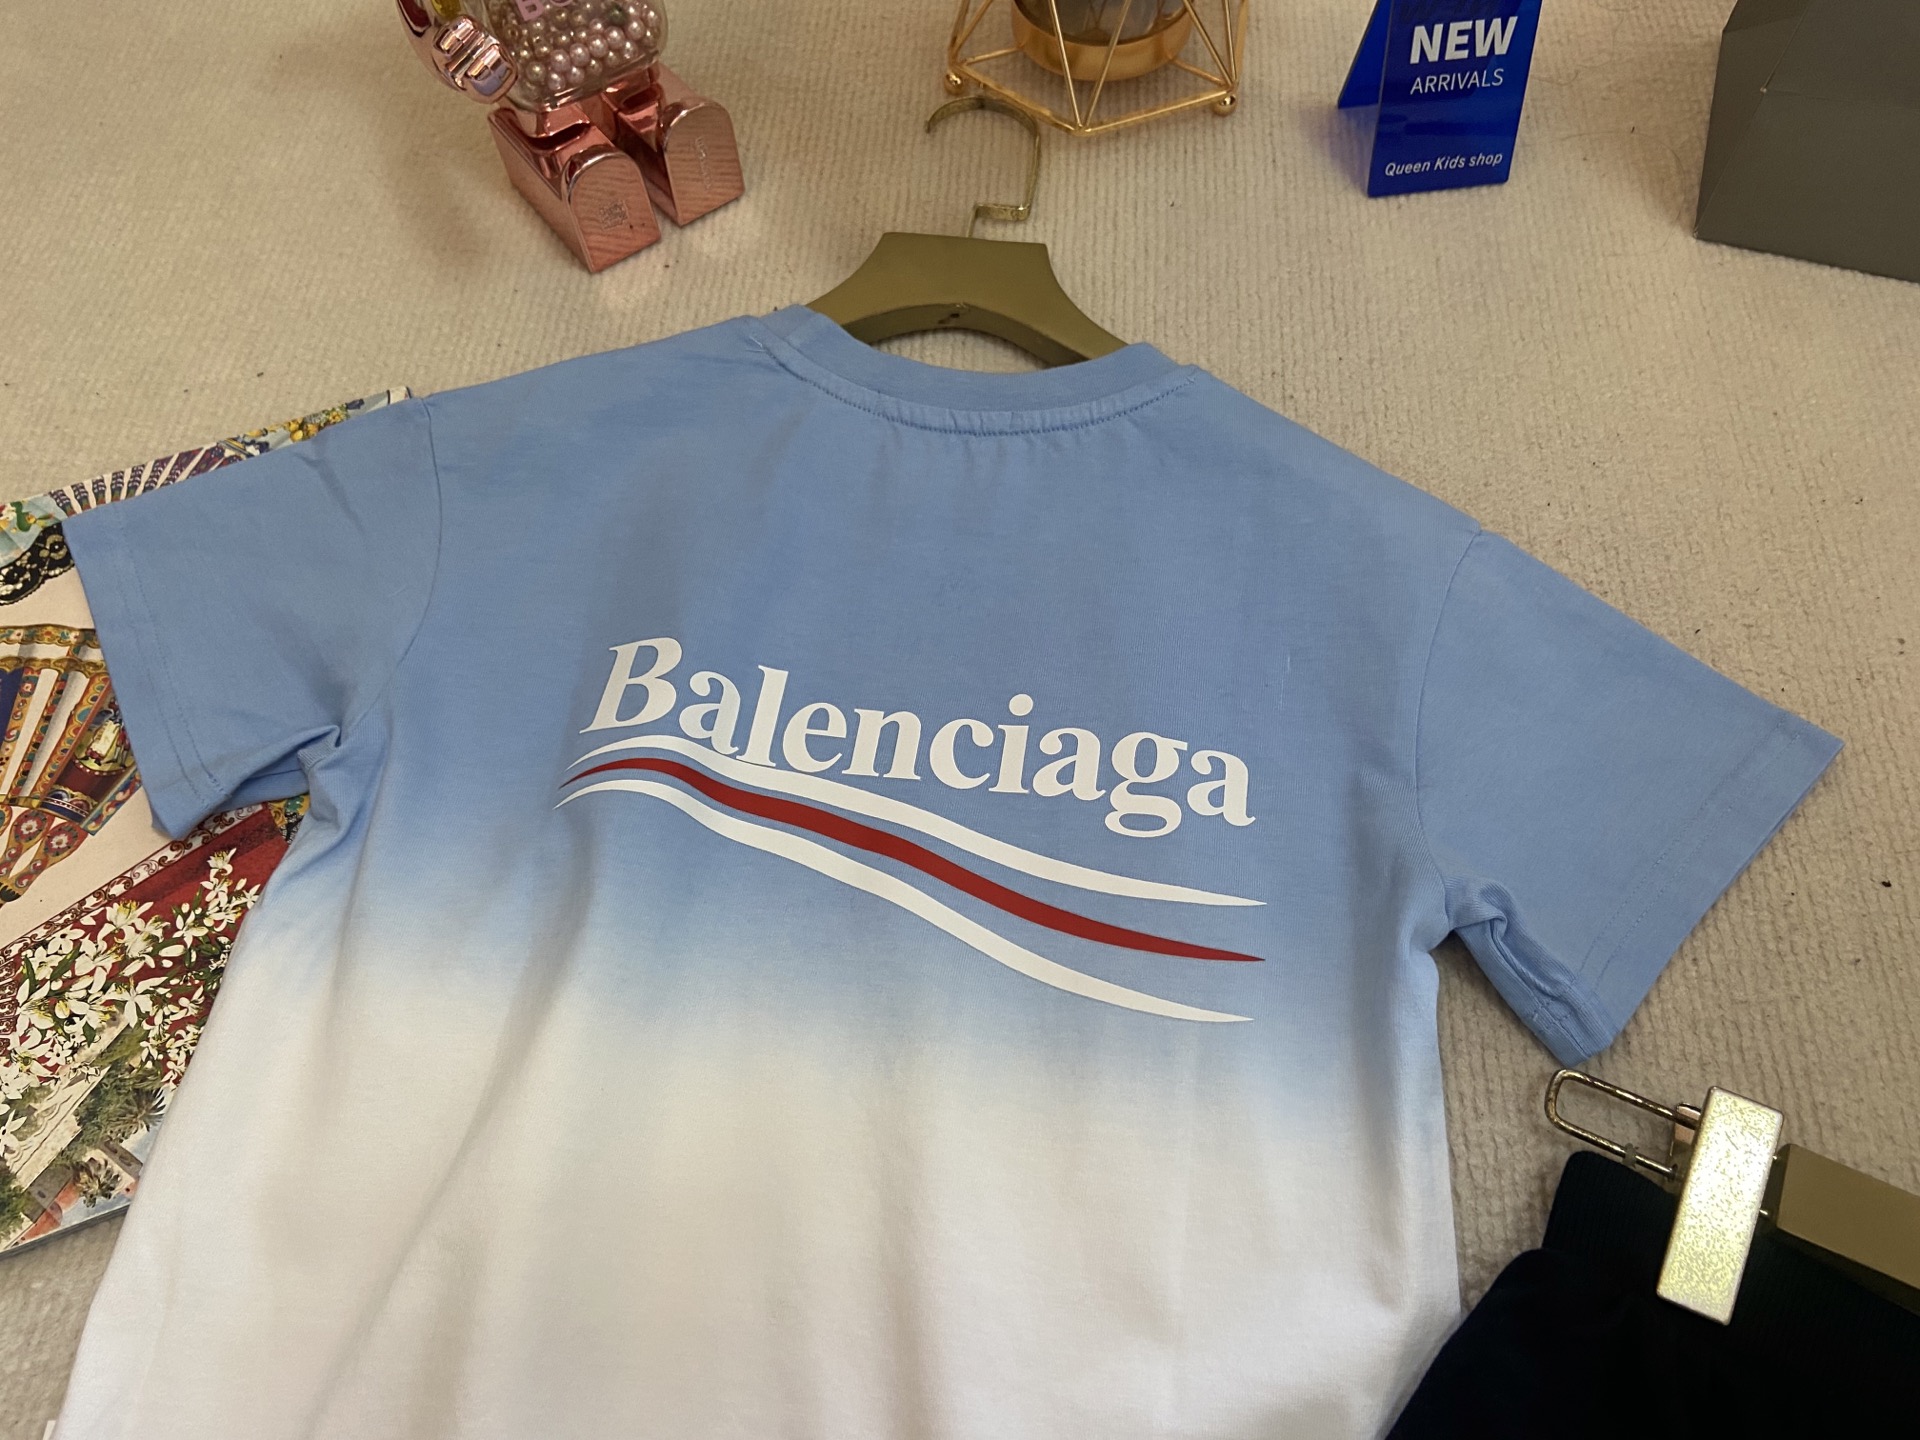 NEW
ARRIVALS
Queen Kids shop
Balenciaga